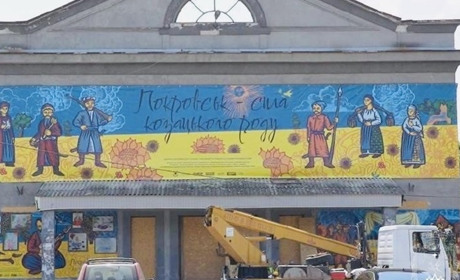 Покровськ - сила
козацького роду